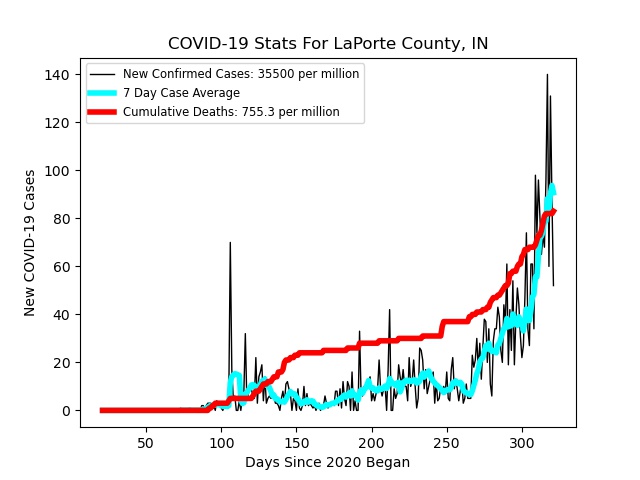 COVID-19 Stats For LaPorte County, IN
New Confirmed Cases: 35500 per million
7 Day Case Average
Cumulative Deaths: 755.3 per million
New COVID-19 Cases
140
120
100
80
60
40
20
0
50 100 150 200 250 300
Days Since 2020 Began